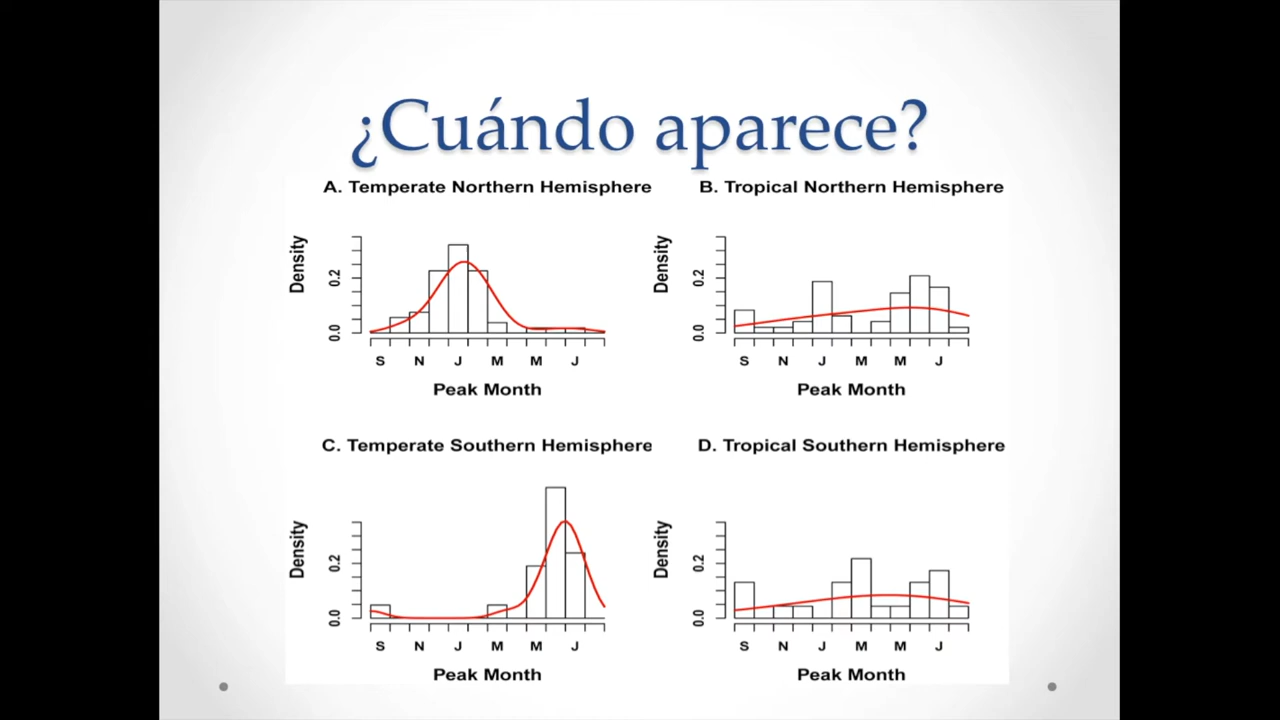 ¿Cuándo aparece?
A. Temperate Northern Hemisphere
Density
0.2
0.0
S N J M M J
Peak Month
B. Tropical Northern Hemisphere
Density
0.2
0.0
S N J M M J
Peak Month
C. Temperate Southern Hemisphere
Density
0.2
0.0
S N J M M J
Peak Month
D. Tropical Southern Hemisphere
Density
0.2
0.0
S N J M M J
Peak Month